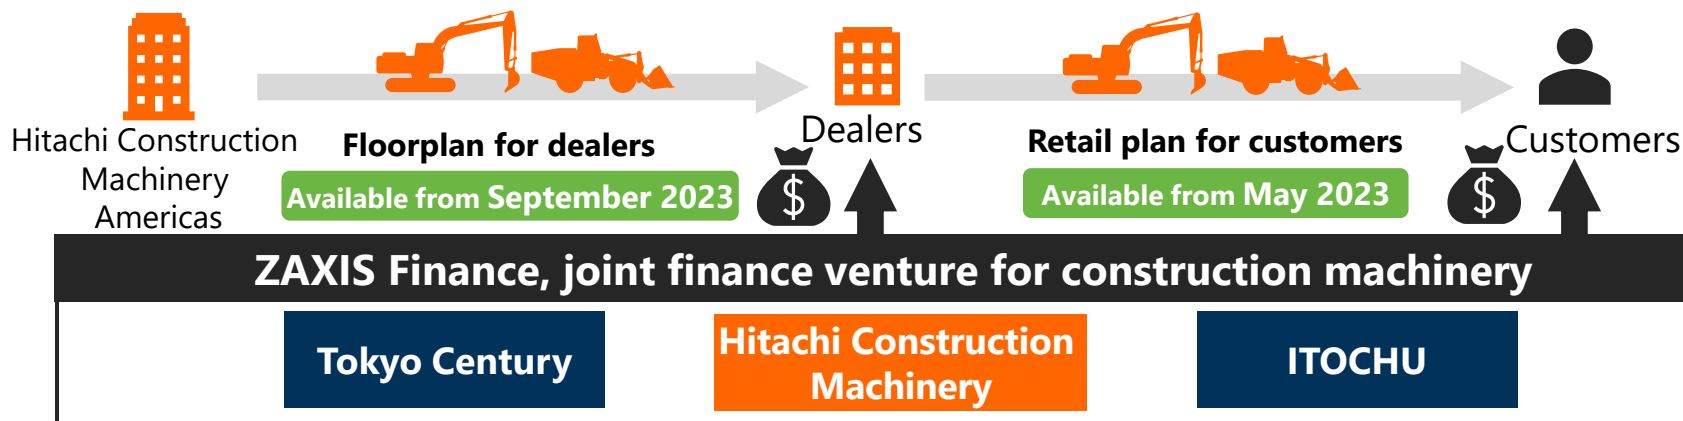 Hitachi Construction
Machinery
Americas
Floorplan for dealers
Available from September 2023
$
Dealers
Retail plan for customers
Available from May 2023
$
Customers
ZAXIS Finance, joint finance venture for construction machinery
Tokyo Century
Hitachi Construction
Machinery
ITOCHU